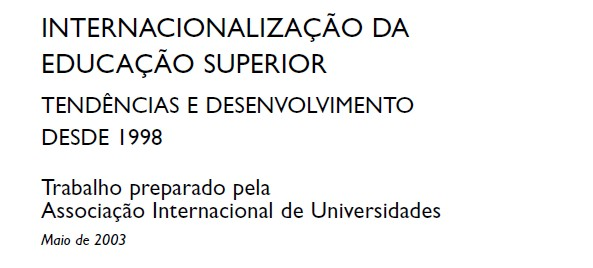 INTERNACIONALIZAÇÃO DA
EDUCAÇÃO SUPERIOR
TENDÊNCIAS E DESENVOLVIMENTO
DESDE 1998
Trabalho preparado pela
Associação Internacional de Universidades
Maio de 2003